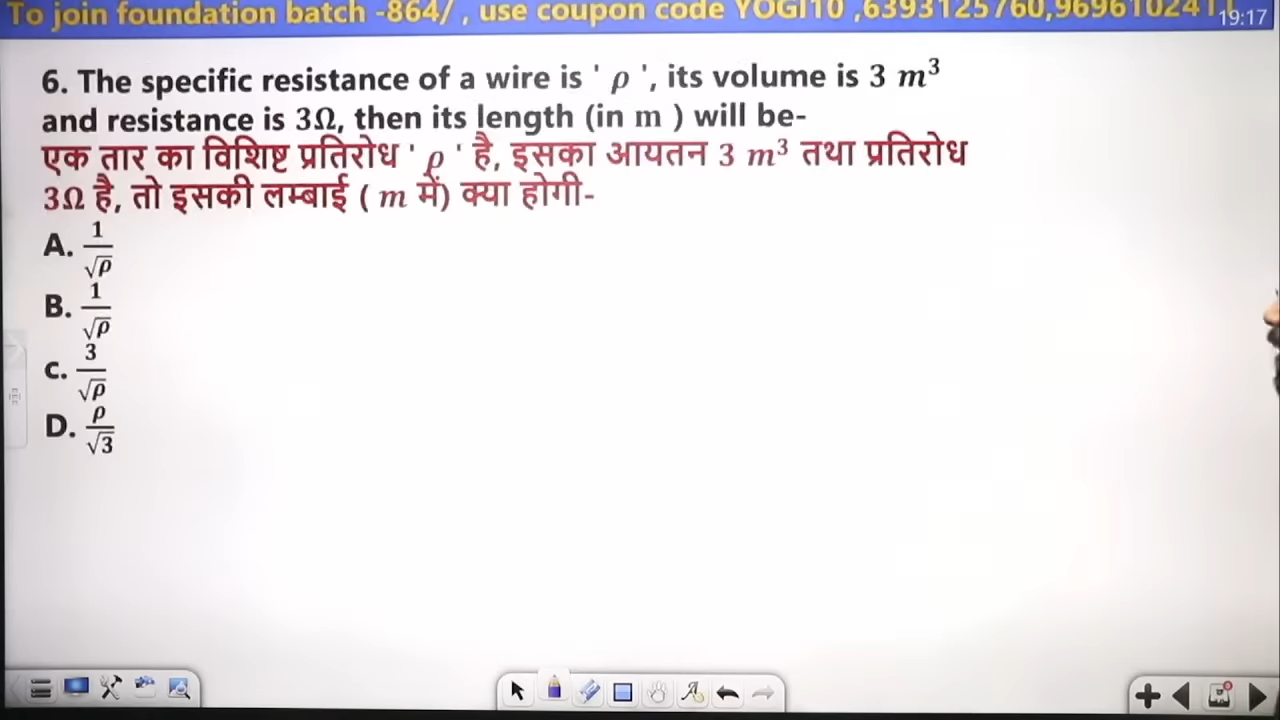 To join foundation batch -864/ , use coupon code YOGI10 ,6393125760,9696102411
19:17
6. The specific resistance of a wire is ' ρ ', its volume is 3 m³
and resistance is 3Ω, then its length (in m ) will be-
एक तार का विशिष्ट प्रतिरोध ' ρ ' है, इसका आयतन 3 m³ तथा प्रतिरोध
3Ω है, तो इसकी लम्बाई ( m में) क्या होगी-
A. 1/√ρ
B. 1/√ρ
C. 3/√ρ
D. ρ/√3